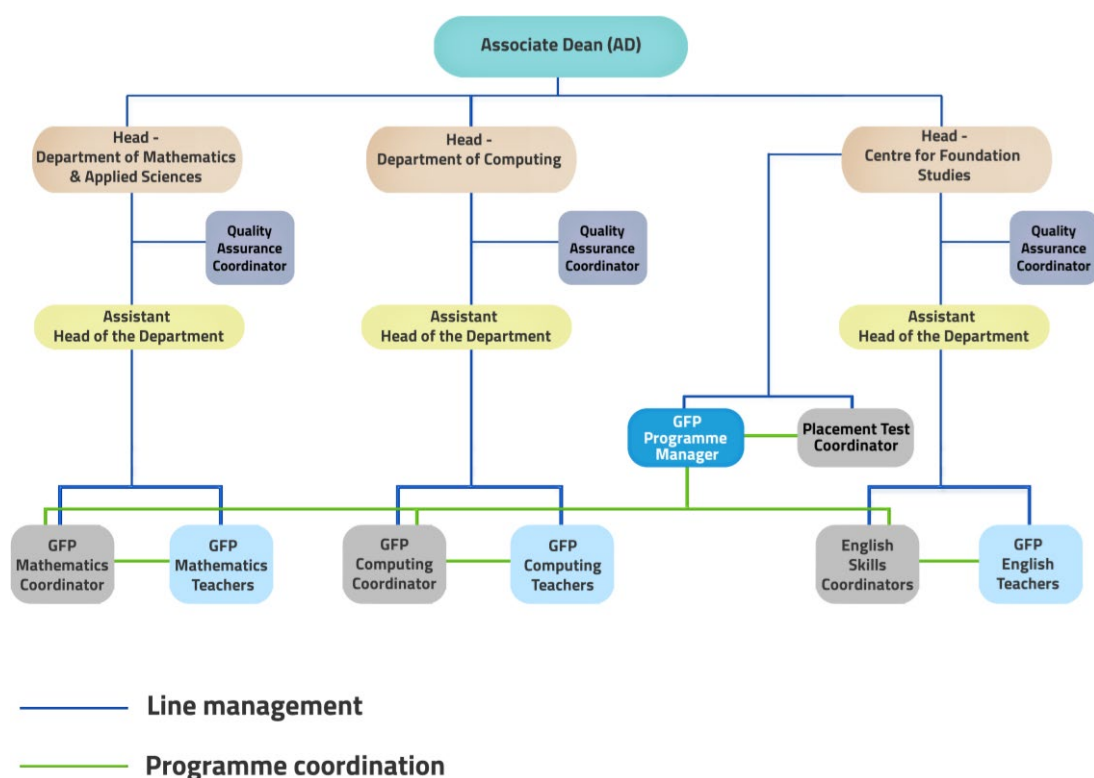 Associate Dean (AD)
Head -
Department of Mathematics
& Applied Sciences
Head -
Department of Computing
Head -
Centre for Foundation
Studies
Quality
Assurance
Coordinator
Quality
Assurance
Coordinator
Quality
Assurance
Coordinator
Assistant
Head of the Department
Assistant
Head of the Department
Assistant
Head of the Department
GFP
Programme
Manager
Placement Test
Coordinator
GFP
Mathematics
Coordinator
GFP
Mathematics
Teachers
GFP
Computing
Coordinator
GFP
Computing
Teachers
English
Skills
Coordinators
GFP
English
Teachers
Line management
Programme coordination